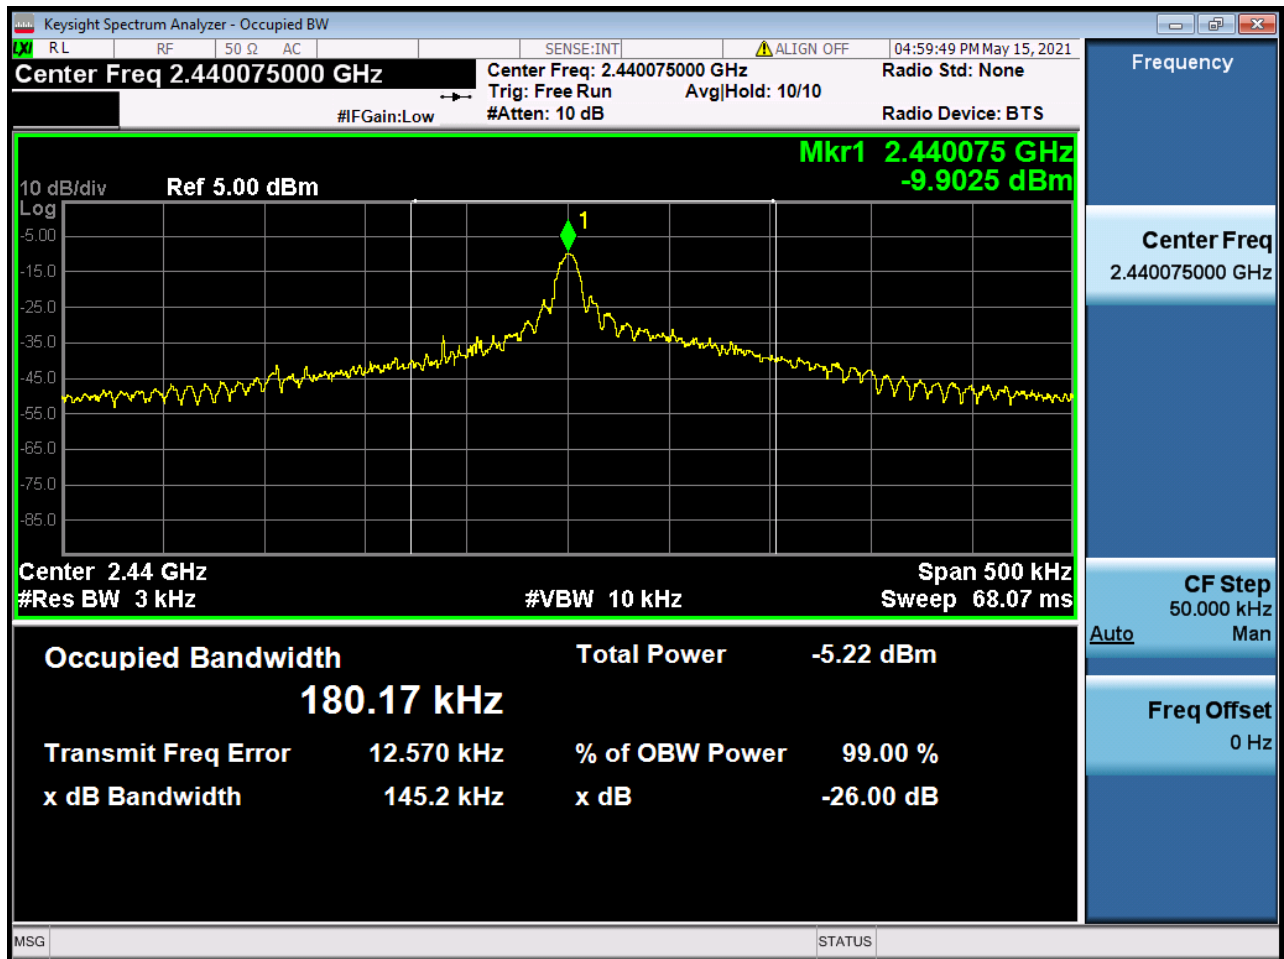 Keysight Spectrum Analyzer - Occupied BW
LXI RL RF 50 Ω AC SENSE:INT ALIGN OFF 04:59:49 PM May 15, 2021
Center Freq 2.440075000 GHz
Center Freq: 2.440075000 GHz Radio Std: None
Trig: Free Run Avg|Hold: 10/10
#IFGain:Low #Atten: 10 dB Radio Device: BTS
Mkr1 2.440075 GHz
-9.9025 dBm
10 dB/div Ref 5.00 dBm
Log
1
-5.00
-15.0
-25.0
-35.0
-45.0
-55.0
-65.0
-75.0
-85.0
Center 2.44 GHz Span 500 kHz
#Res BW 3 kHz #VBW 10 kHz Sweep 68.07 ms
Occupied Bandwidth Total Power -5.22 dBm
180.17 kHz
Transmit Freq Error 12.570 kHz % of OBW Power 99.00 %
x dB Bandwidth 145.2 kHz x dB -26.00 dB
Frequency
Center Freq
2.440075000 GHz
CF Step
50.000 kHz
Auto Man
Freq Offset
0 Hz
MSG STATUS